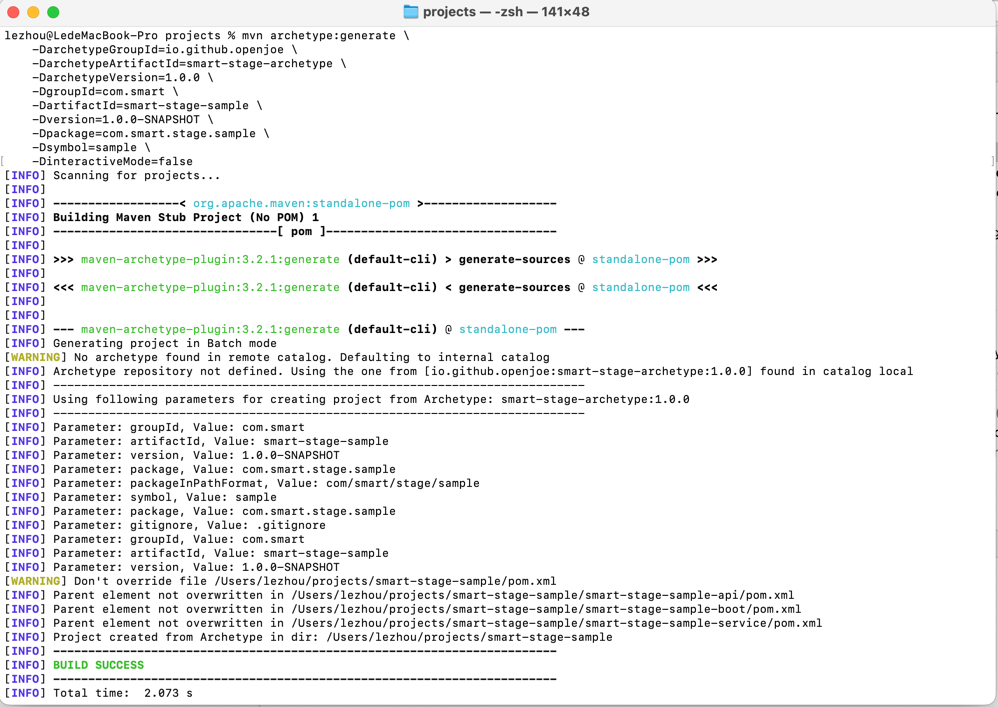 projects — -zsh — 141×48
lezhou@LedeMacBook-Pro projects % mvn archetype:generate \
    -DarchetypeGroupId=io.github.openjoe \
    -DarchetypeArtifactId=smart-stage-archetype \
    -DarchetypeVersion=1.0.0 \
    -DgroupId=com.smart \
    -DartifactId=smart-stage-sample \
    -Dversion=1.0.0-SNAPSHOT \
    -Dpackage=com.smart.stage.sample \
    -Dsymbol=sample \
[    -DinteractiveMode=false ]
[INFO] Scanning for projects...
[INFO]
[INFO] ------------------< org.apache.maven:standalone-pom >-------------------
[INFO] Building Maven Stub Project (No POM) 1
[INFO] --------------------------------[ pom ]---------------------------------
[INFO]
[INFO] >>> maven-archetype-plugin:3.2.1:generate (default-cli) > generate-sources @ standalone-pom >>>
[INFO]
[INFO] <<< maven-archetype-plugin:3.2.1:generate (default-cli) < generate-sources @ standalone-pom <<<
[INFO]
[INFO]
[INFO] --- maven-archetype-plugin:3.2.1:generate (default-cli) @ standalone-pom ---
[INFO] Generating project in Batch mode
[WARNING] No archetype found in remote catalog. Defaulting to internal catalog
[INFO] Archetype repository not defined. Using the one from [io.github.openjoe:smart-stage-archetype:1.0.0] found in catalog local
[INFO] ----------------------------------------------------------------------------
[INFO] Using following parameters for creating project from Archetype: smart-stage-archetype:1.0.0
[INFO] ----------------------------------------------------------------------------
[INFO] Parameter: groupId, Value: com.smart
[INFO] Parameter: artifactId, Value: smart-stage-sample
[INFO] Parameter: version, Value: 1.0.0-SNAPSHOT
[INFO] Parameter: package, Value: com.smart.stage.sample
[INFO] Parameter: packageInPathFormat, Value: com/smart/stage/sample
[INFO] Parameter: symbol, Value: sample
[INFO] Parameter: package, Value: com.smart.stage.sample
[INFO] Parameter: gitignore, Value: .gitignore
[INFO] Parameter: groupId, Value: com.smart
[INFO] Parameter: artifactId, Value: smart-stage-sample
[INFO] Parameter: version, Value: 1.0.0-SNAPSHOT
[WARNING] Don't override file /Users/lezhou/projects/smart-stage-sample/pom.xml
[INFO] Parent element not overwritten in /Users/lezhou/projects/smart-stage-sample/smart-stage-sample-api/pom.xml
[INFO] Parent element not overwritten in /Users/lezhou/projects/smart-stage-sample/smart-stage-sample-boot/pom.xml
[INFO] Parent element not overwritten in /Users/lezhou/projects/smart-stage-sample/smart-stage-sample-service/pom.xml
[INFO] Project created from Archetype in dir: /Users/lezhou/projects/smart-stage-sample
[INFO] ------------------------------------------------------------------------
[INFO] BUILD SUCCESS
[INFO] ------------------------------------------------------------------------
[INFO] Total time:  2.073 s